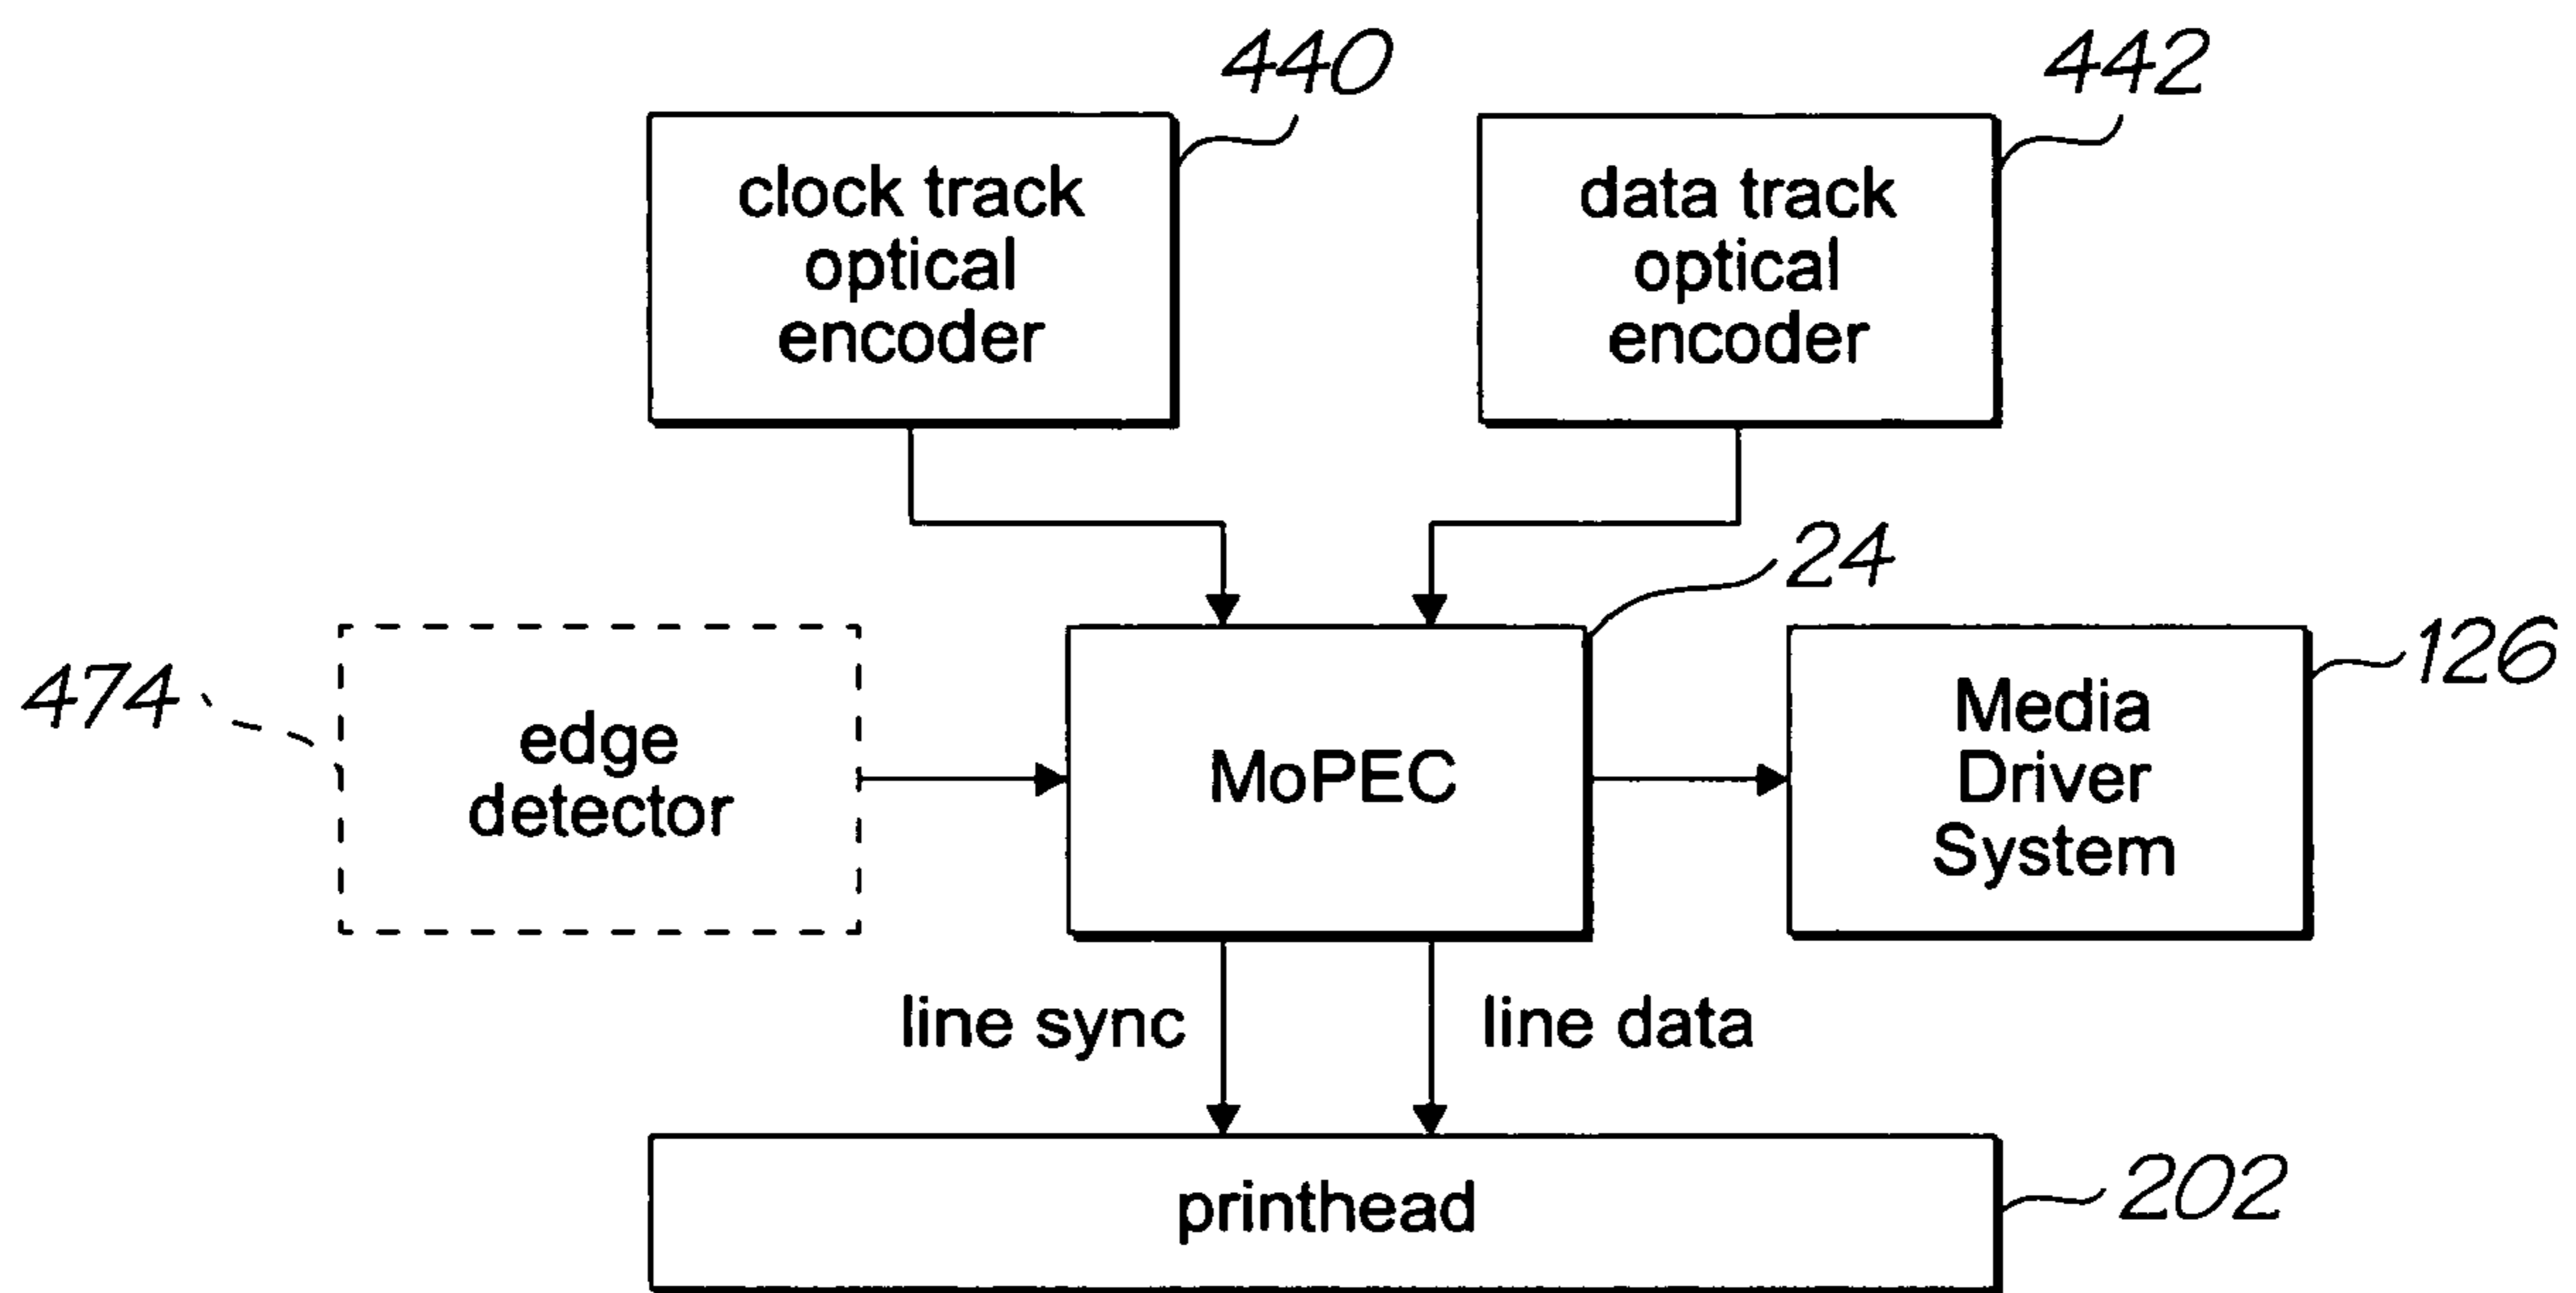 440
442
clock track
optical
encoder
data track
optical
encoder
24
126
474
edge
detector
MoPEC
Media
Driver
System
line sync
line data
printhead
202